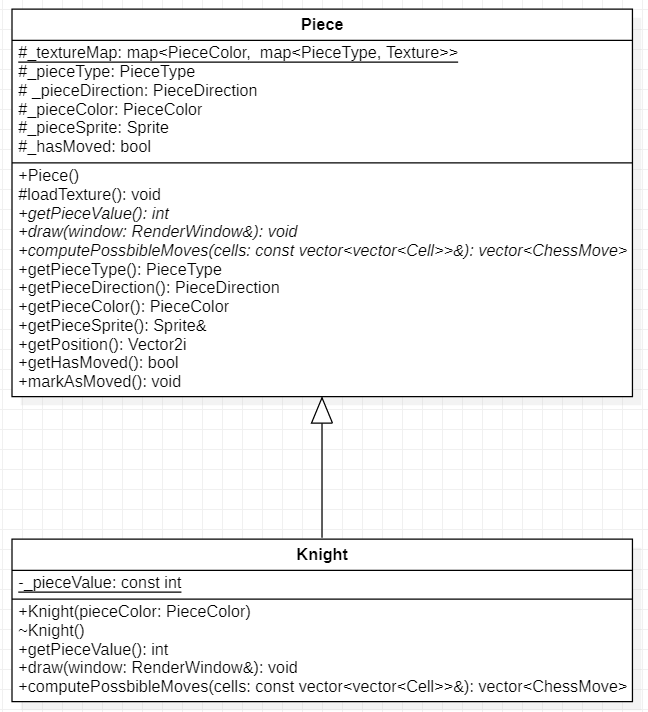 Piece
#_textureMap: map<PieceColor,  map<PieceType, Texture>>
#_pieceType: PieceType
# _pieceDirection: PieceDirection
#_pieceColor: PieceColor
#_pieceSprite: Sprite
#_hasMoved: bool
+Piece()
#loadTexture(): void
+getPieceValue(): int
+draw(window: RenderWindow&): void
+computePossbibleMoves(cells: const vector<vector<Cell>>&): vector<ChessMove>
+getPieceType(): PieceType
+getPieceDirection(): PieceDirection
+getPieceColor(): PieceColor
+getPieceSprite(): Sprite&
+getPosition(): Vector2i
+getHasMoved(): bool
+markAsMoved(): void
Knight
-_pieceValue: const int
+Knight(pieceColor: PieceColor)
~Knight()
+getPieceValue(): int
+draw(window: RenderWindow&): void
+computePossbibleMoves(cells: const vector<vector<Cell>>&): vector<ChessMove>